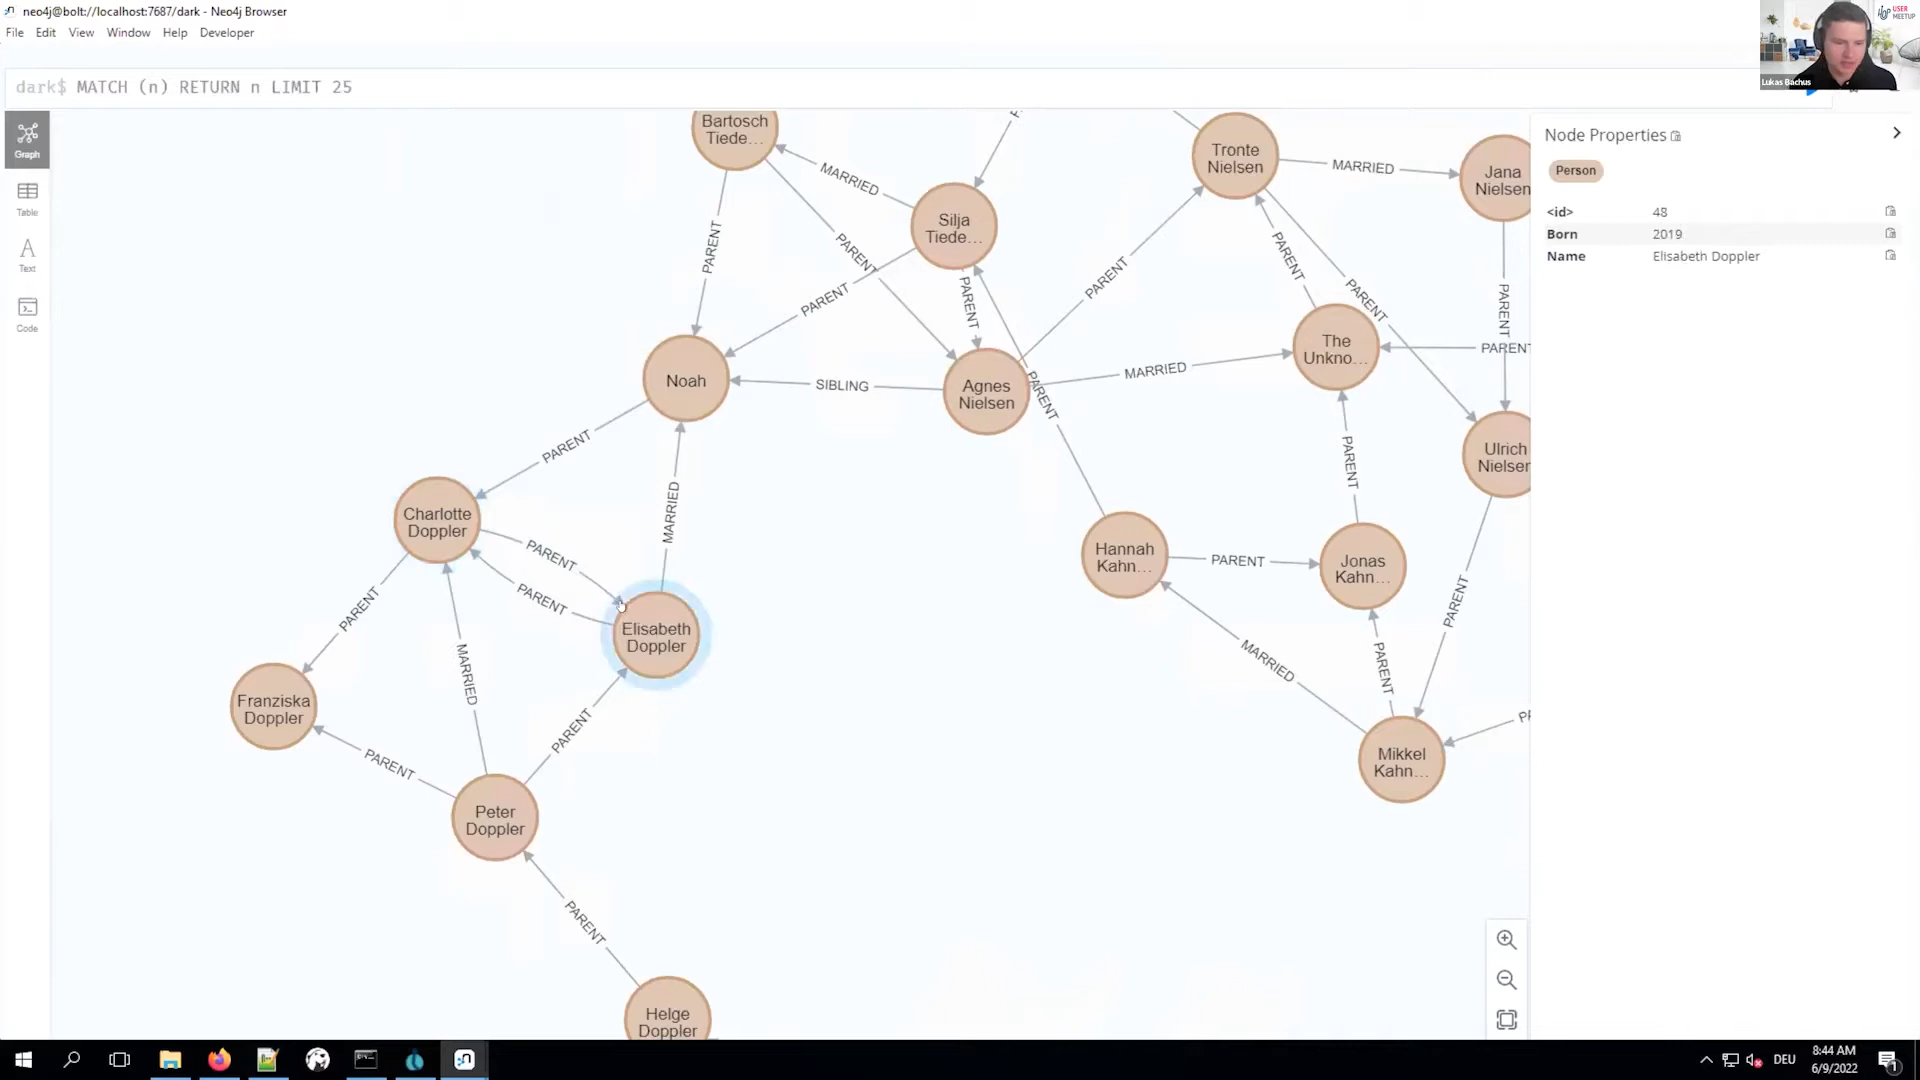 neo4j@bolt://localhost:7687/dark - Neo4j Browser
File Edit View Window Help Developer
USER
MEETUP
Lukas Bachus
dark$ MATCH (n) RETURN n LIMIT 25
Graph
Table
Text
Code
Bartosch
Tiede...
MARRIED
Silja
Tiede...
Tronte
Nielsen
MARRIED
Jana
Nielsen
PARENT
PARENT
PARENT
PARENT
PARENT
PARENT
PARENT
PARENT
PARENT
The
Unkno...
Noah
SIBLING
Agnes
Nielsen
MARRIED
PARENT
Ulrich
Nielsen
PARENT
PARENT
MARRIED
Charlotte
Doppler
PARENT
PARENT
Elisabeth
Doppler
Hannah
Kahn...
PARENT
Jonas
Kahn...
PARENT
PARENT
MARRIED
MARRIED
PARENT
Franziska
Doppler
PARENT
PARENT
Mikkel
Kahn...
Peter
Doppler
PARENT
Helge
Doppler
Node Properties
Person
<id> 48
Born 2019
Name Elisabeth Doppler
DEU
8:44 AM
6/9/2022
1